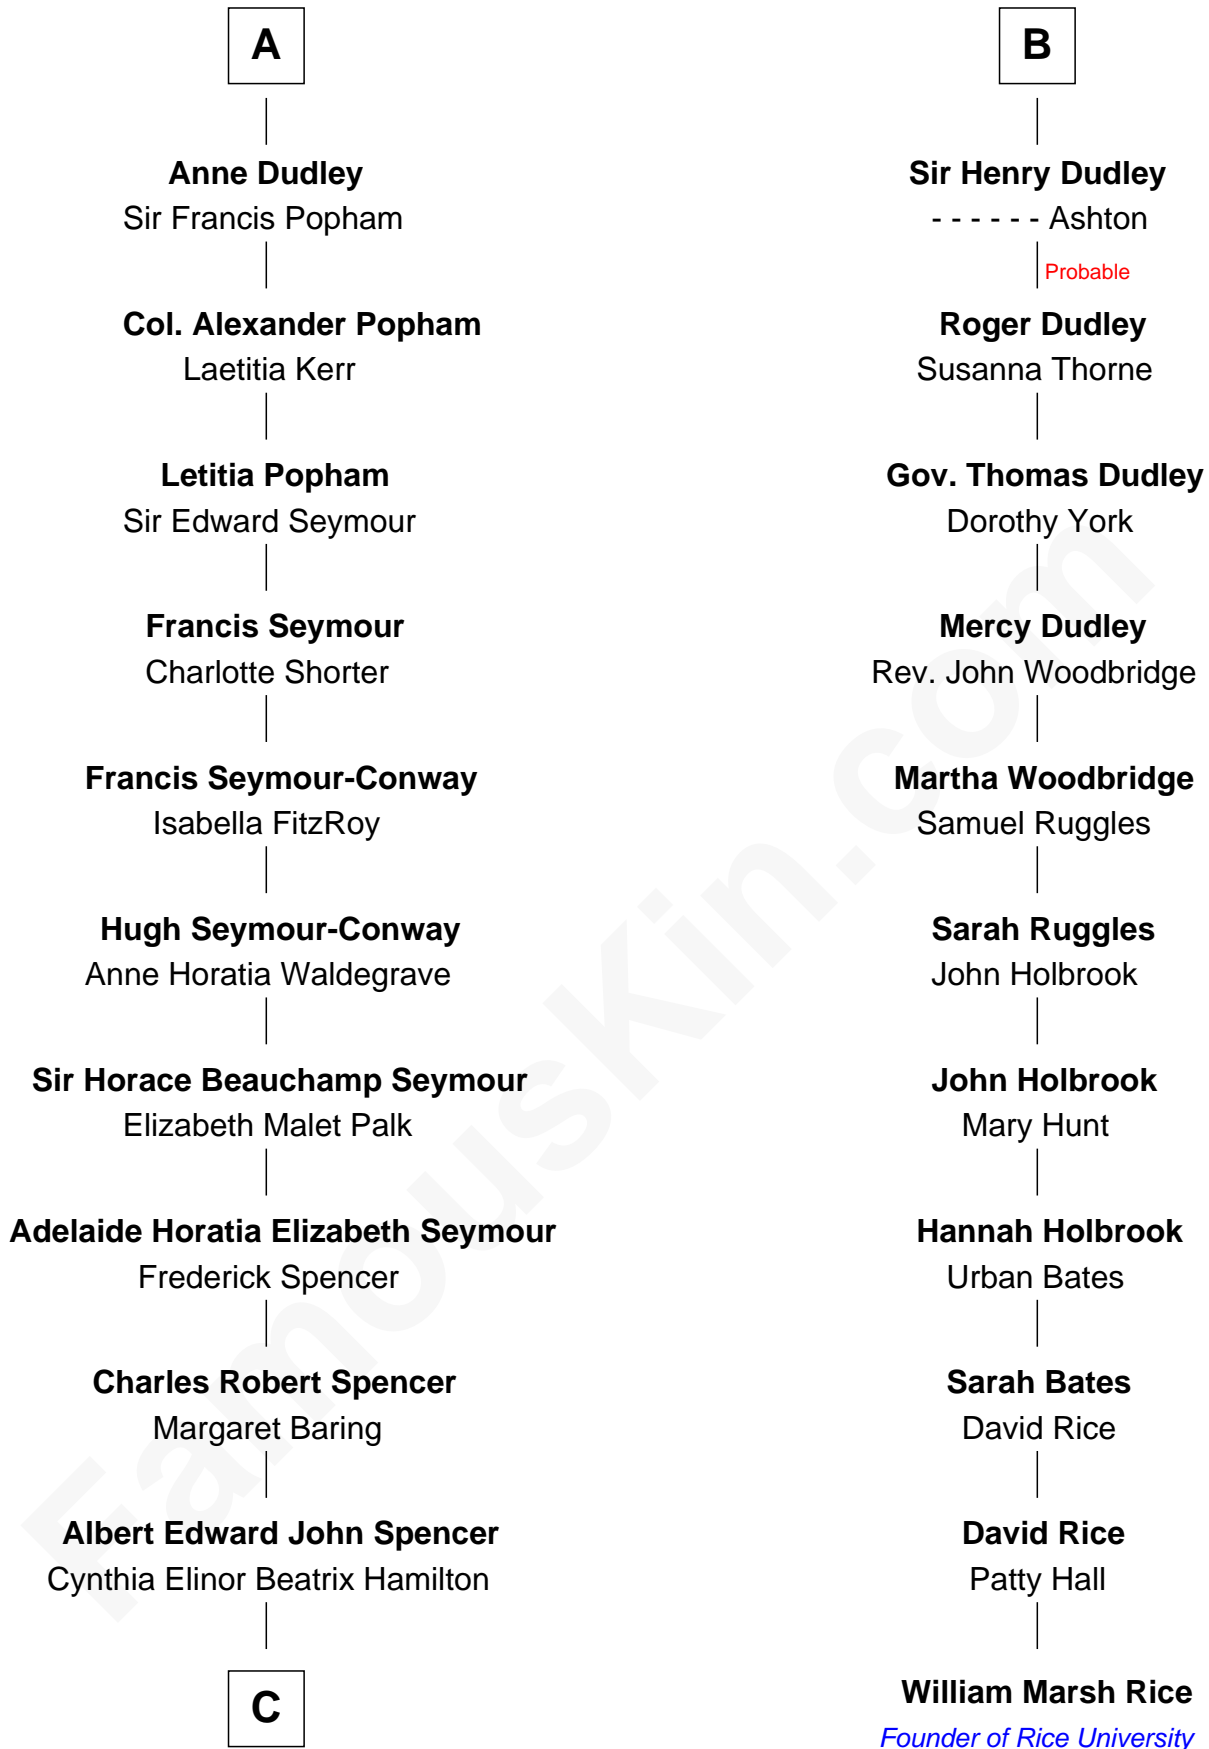 A
Anne Dudley
Sir Francis Popham
Col. Alexander Popham
Laetitia Kerr
Letitia Popham
Sir Edward Seymour
Francis Seymour
Charlotte Shorter
Francis Seymour-Conway
Isabella FitzRoy
Hugh Seymour-Conway
Anne Horatia Waldegrave
Sir Horace Beauchamp Seymour
Elizabeth Malet Palk
Adelaide Horatia Elizabeth Seymour
Frederick Spencer
Charles Robert Spencer
Margaret Baring
Albert Edward John Spencer
Cynthia Elinor Beatrix Hamilton
C
B
Sir Henry Dudley
- - - - - - Ashton
Probable
Roger Dudley
Susanna Thorne
Gov. Thomas Dudley
Dorothy York
Mercy Dudley
Rev. John Woodbridge
Martha Woodbridge
Samuel Ruggles
Sarah Ruggles
John Holbrook
John Holbrook
Mary Hunt
Hannah Holbrook
Urban Bates
Sarah Bates
David Rice
David Rice
Patty Hall
William Marsh Rice
Founder of Rice University
FamousKin.com